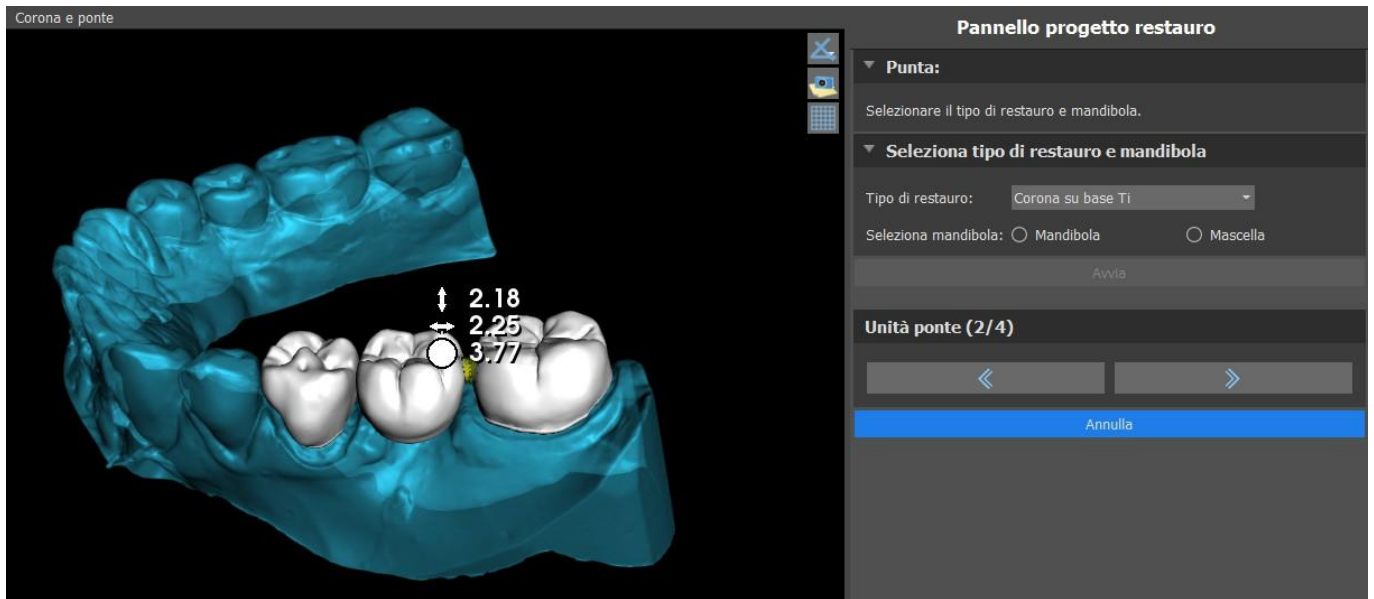 Corona e ponte
2.18
2.25
3.77
Pannello progetto restauro
Punta:
Selezionare il tipo di restauro e mandibola.
Seleziona tipo di restauro e mandibola
Tipo di restauro: Corona su base Ti
Seleziona mandibola: Mandibola Mascella
Avvia
Unità ponte (2/4)
Annulla